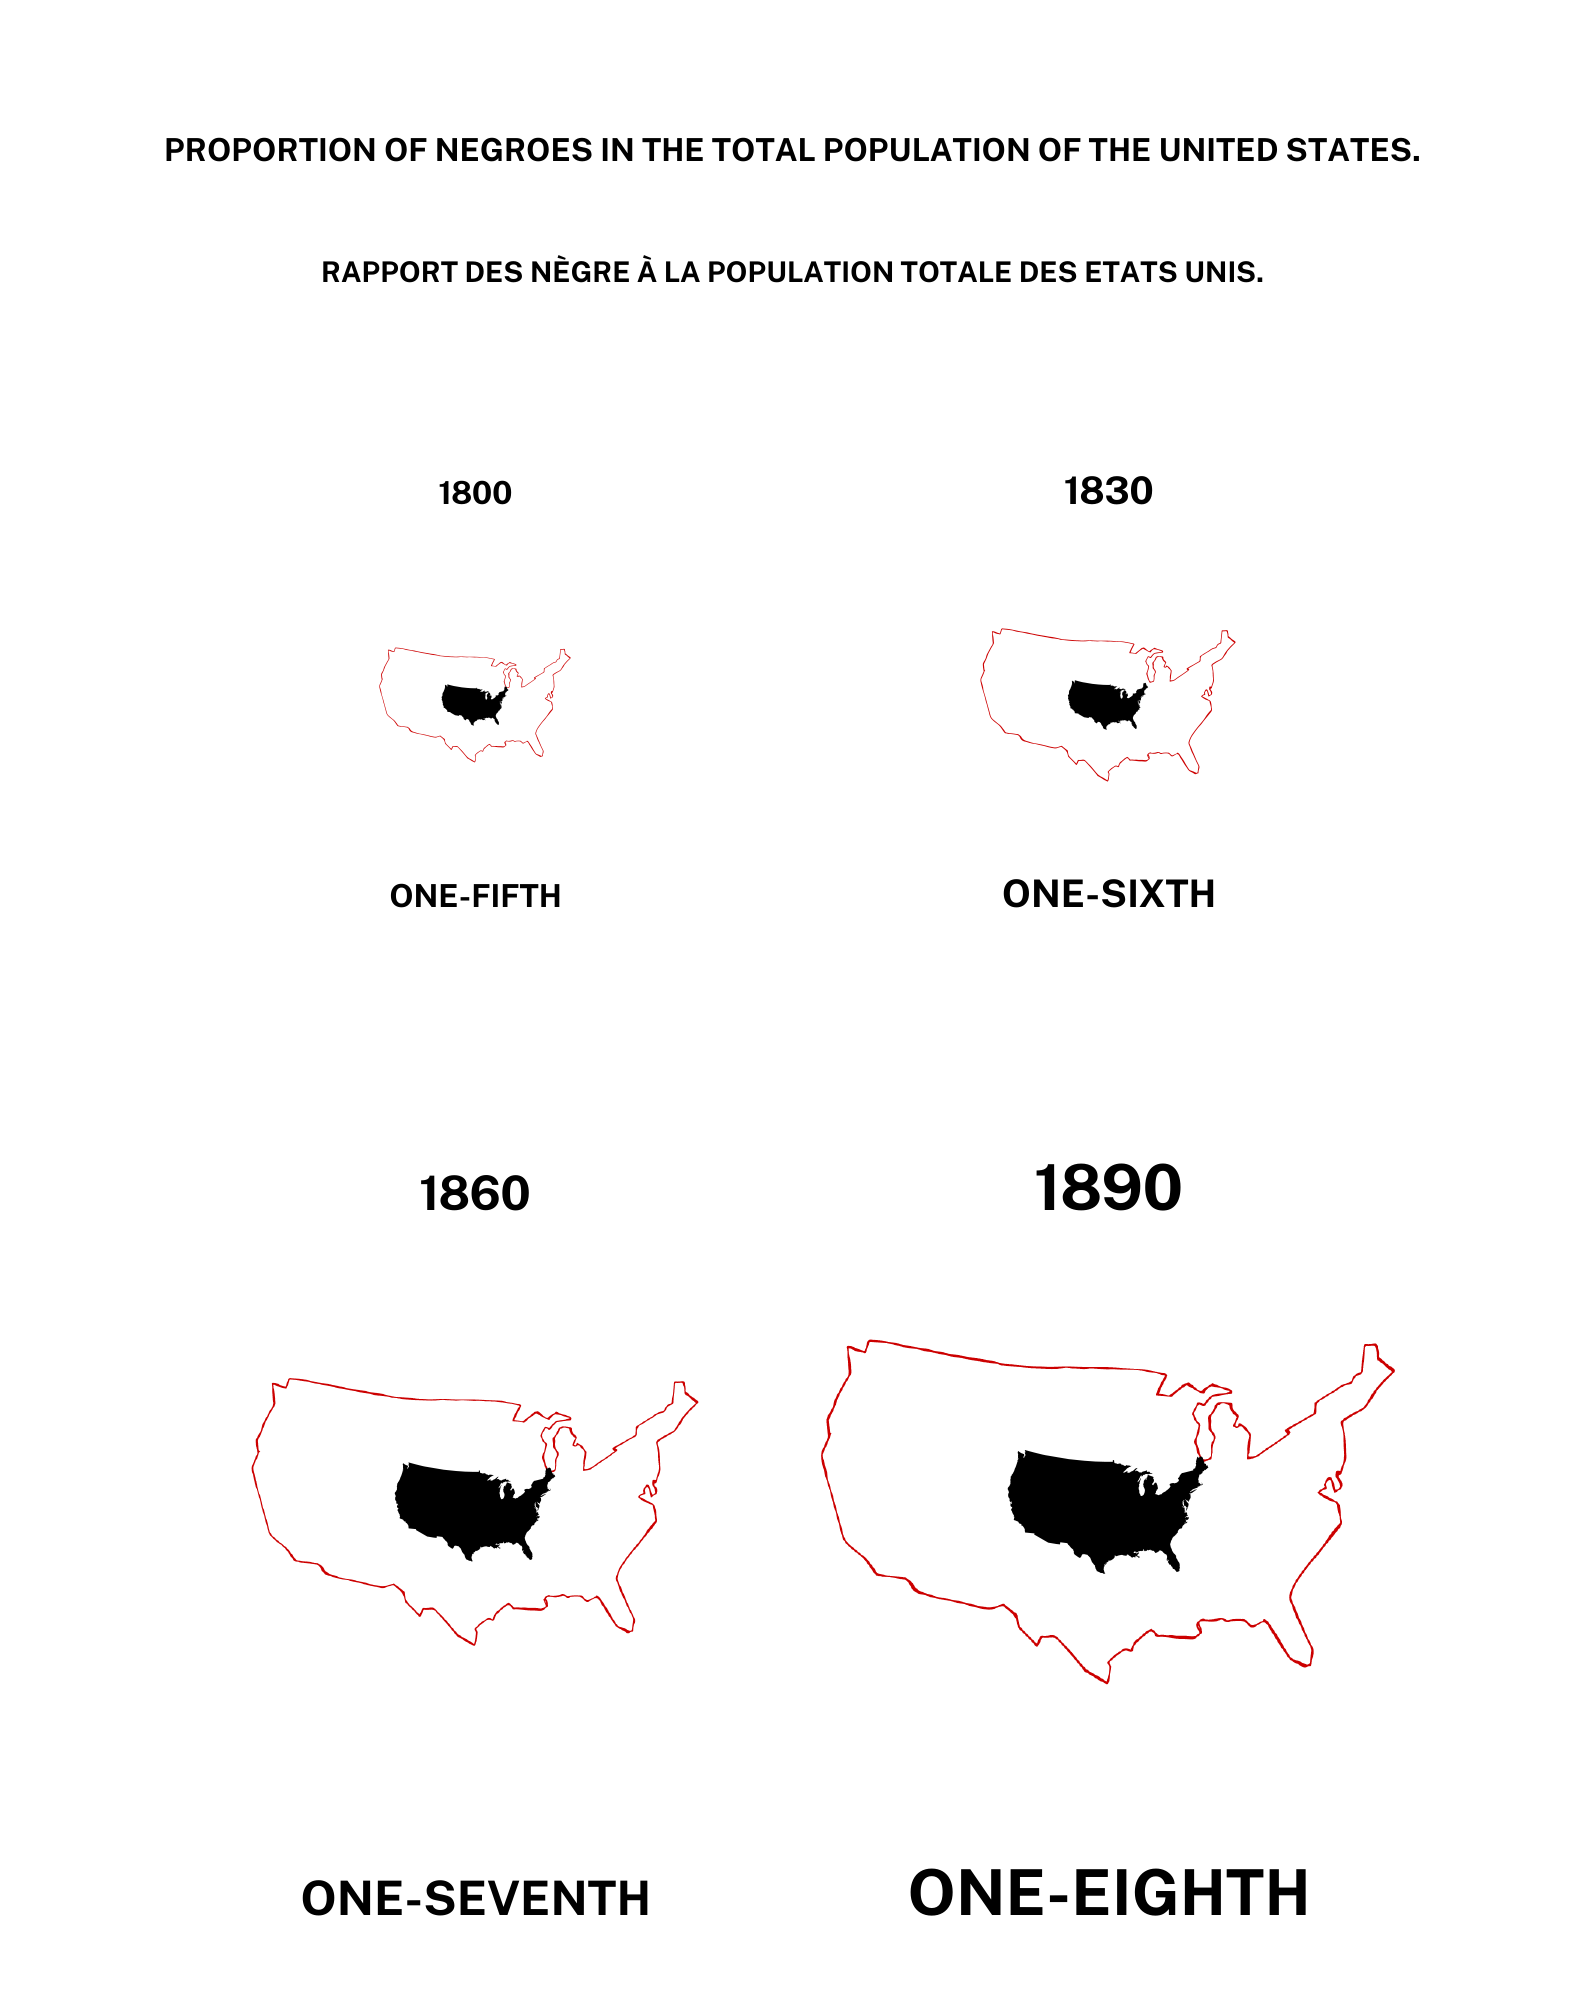 PROPORTION OF NEGROES IN THE TOTAL POPULATION OF THE UNITED STATES.
RAPPORT DES NÈGRE À LA POPULATION TOTALE DES ETATS UNIS.
1800
1830
ONE-FIFTH
ONE-SIXTH
1860
1890
ONE-SEVENTH
ONE-EIGHTH